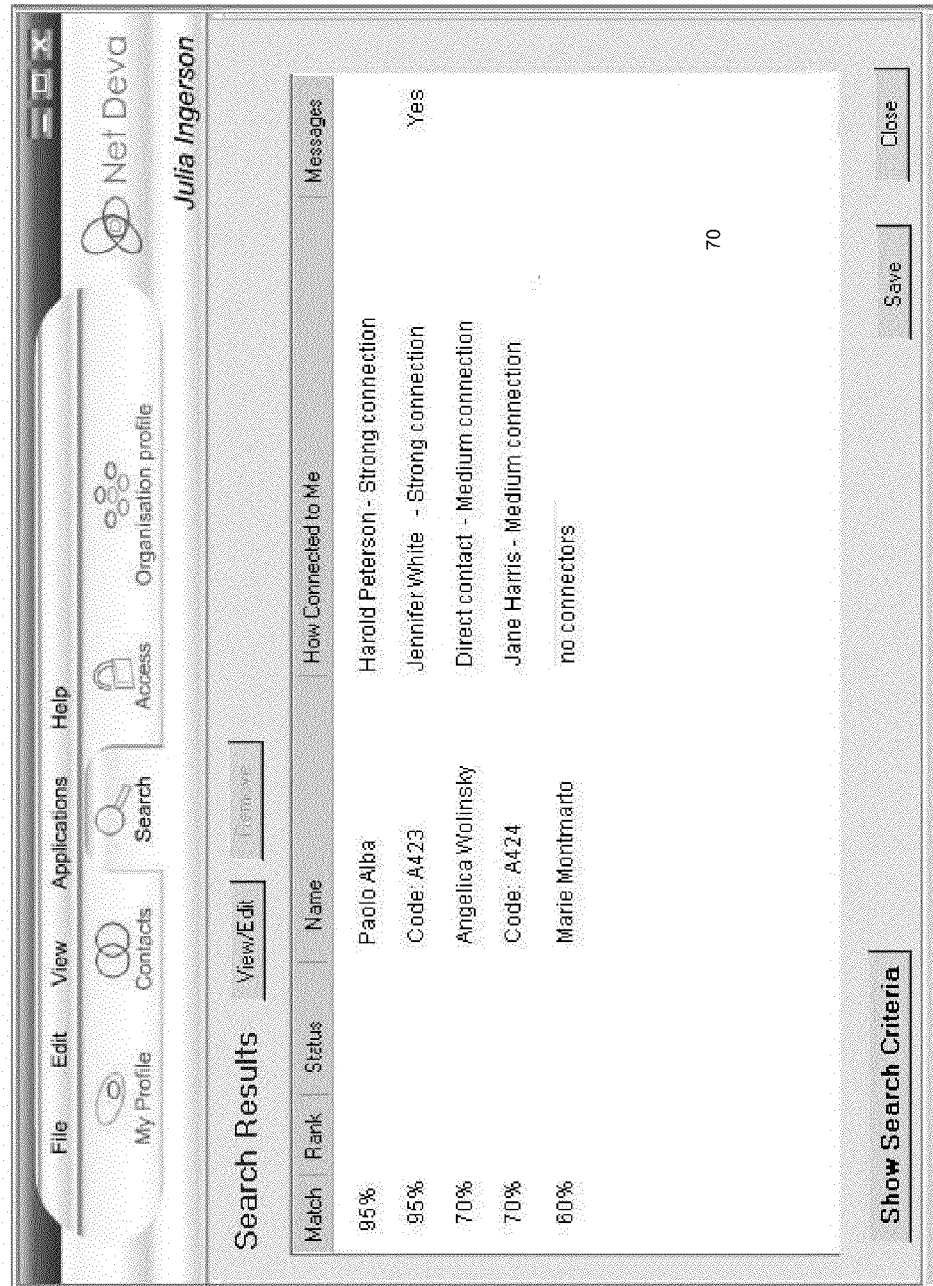 File Edit View Applications Help
My Profile Contacts Search Access Organisation profile Net Deva
Julia Ingerson
Search Results View/Edit Remove
Match Rank Status Name How Connected to Me Messages
95% Paolo Alba Harold Peterson - Strong connection
95% Code: A423 Jennifer White - Strong connection Yes
70% Angelica Wolinsky Direct contact - Medium connection
70% Code: A424 Jane Harris - Medium connection
60% Marie Montmarto no connectors
70
Show Search Criteria Save Close